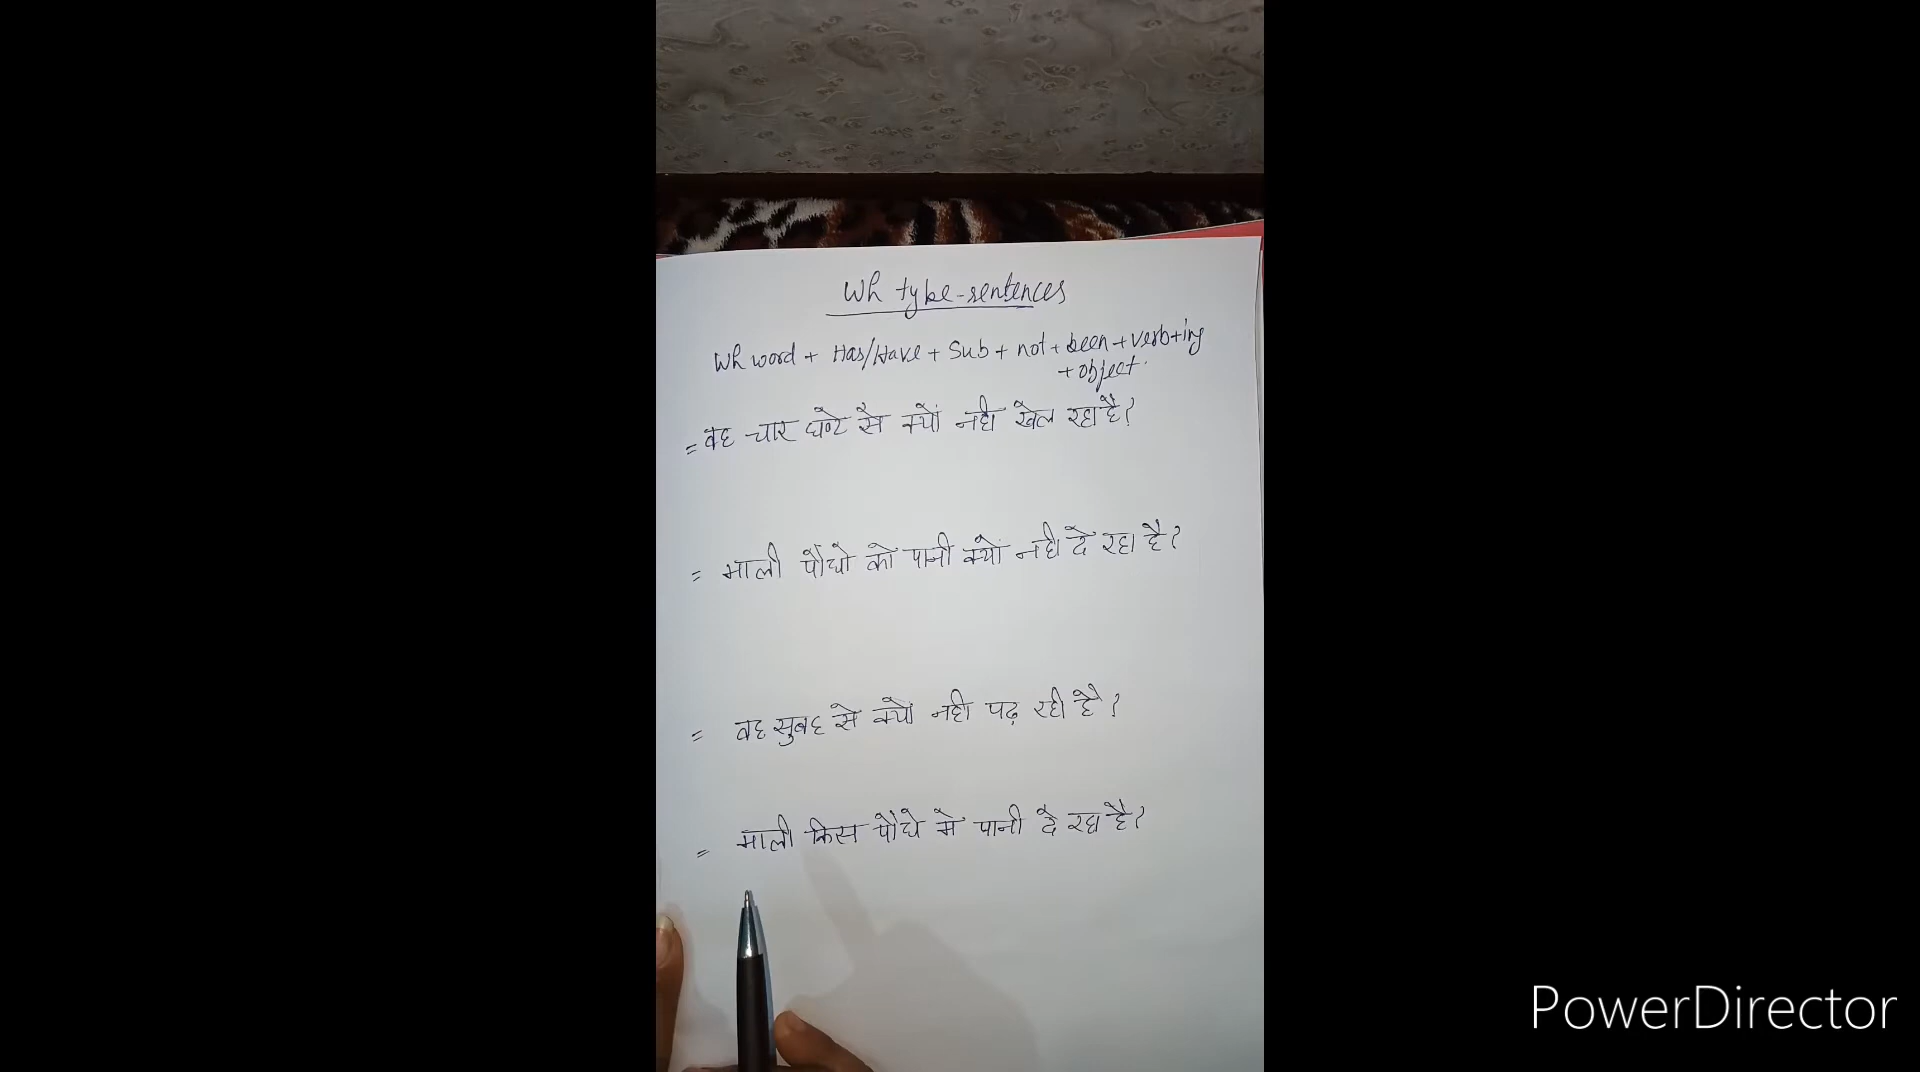 Wh type-sentences
Wh word + Has/Have + Sub + not + been + verb+ing
+ object.
= वह चार घण्टे सै क्यों नही खेल रहा है?
= माली पौधो को पानी क्यों नही दे रहा है?
= वह सुबह से क्यों नही पढ़ रही है?
= माली किस पौधे मे पानी दे रहा है?
PowerDirector